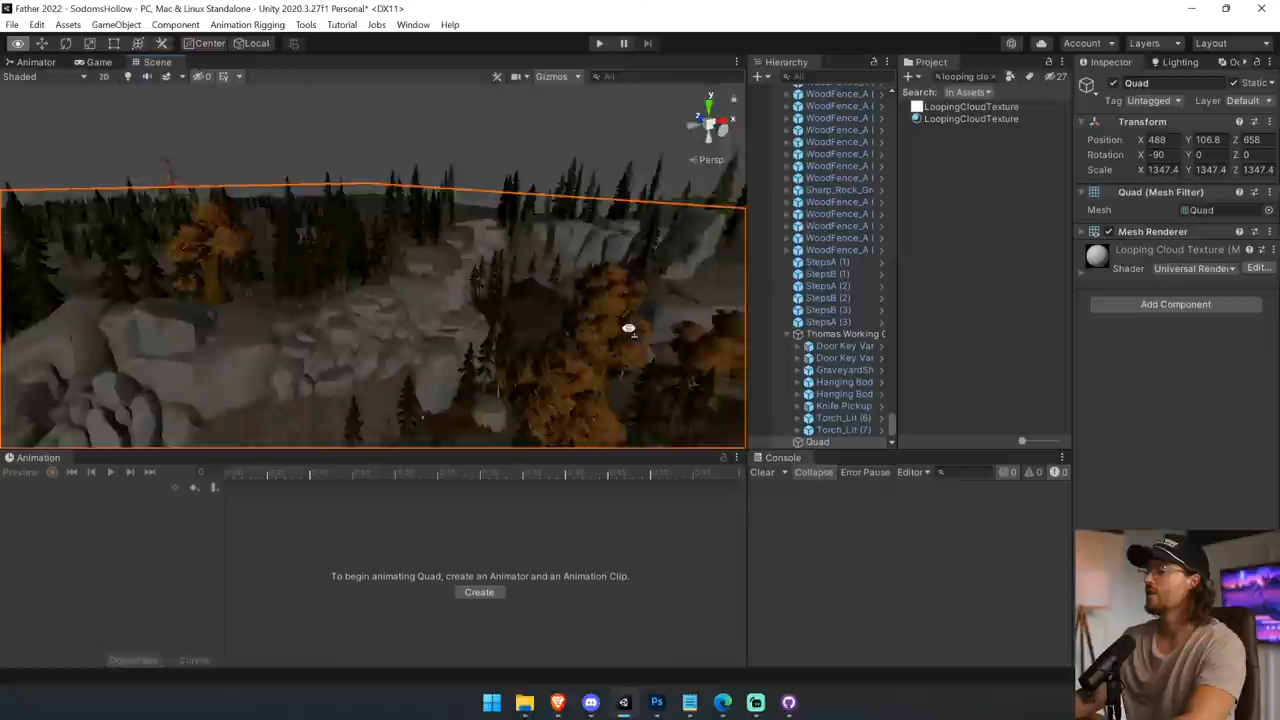 Father 2022 - SodomsHollow - PC, Mac & Linux Standalone - Unity 2020.3.27f1 Personal* <DX11>
File Edit Assets GameObject Component Animation Rigging Tools Tutorial Jobs Window Help
Center Local Account Layers Layout
Animator Game Scene
Shaded 2D Gizmos All
y
x
z
Persp
Hierarchy
All
WoodFence_A (
WoodFence_A (
WoodFence_A (
WoodFence_A (
WoodFence_A (
WoodFence_A (
WoodFence_A (
WoodFence_A (
Sharp_Rock_Gr
WoodFence_A (
WoodFence_A (
WoodFence_A (
WoodFence_A (
WoodFence_A (
StepsA (1)
StepsB (1)
StepsA (2)
StepsB (2)
StepsB (3)
StepsA (3)
Thomas Working C
Door Key Var
Door Key Var
GraveyardSh
Hanging Bod
Hanging Bod
Knife Pickup
Torch_Lit (6)
Torch_Lit (7)
Quad
Project
looping clo 27
Search: In Assets
LoopingCloudTexture
LoopingCloudTexture
Inspector Lighting
Quad Static
Tag Untagged Layer Default
Transform
Position X 488 Y 106.8 Z 658
Rotation X -90 Y 0 Z 0
Scale X 1347.4 Y 1347.4 Z 1347.4
Quad (Mesh Filter)
Mesh Quad
Mesh Renderer
Looping Cloud Texture (M
Shader Universal Render Edit...
Add Component
Animation
Preview 0
To begin animating Quad, create an Animator and an Animation Clip.
Create
Dopesheet Curves
Console
Clear Collapse Error Pause Editor 0 0 0
Ps